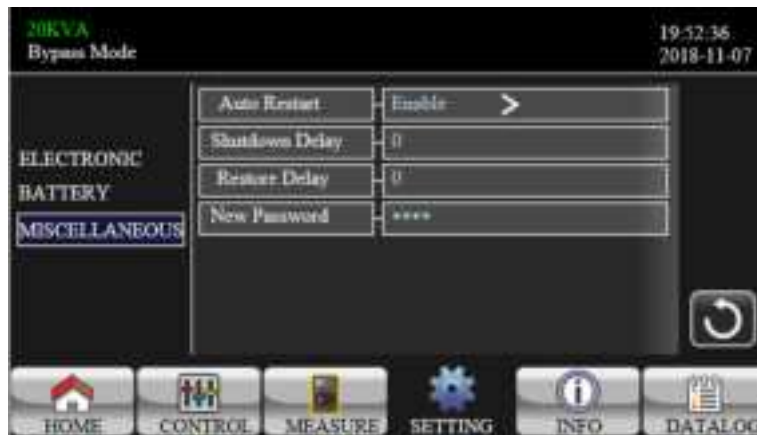 20KVA
Bypass Mode
19:52:36
2018-11-07
ELECTRONIC
BATTERY
MISCELLANEOUS
Auto Restart
Enable >
Shutdown Delay
0
Restore Delay
0
New Password
****
HOME
CONTROL
MEASURE
SETTING
INFO
DATALOG